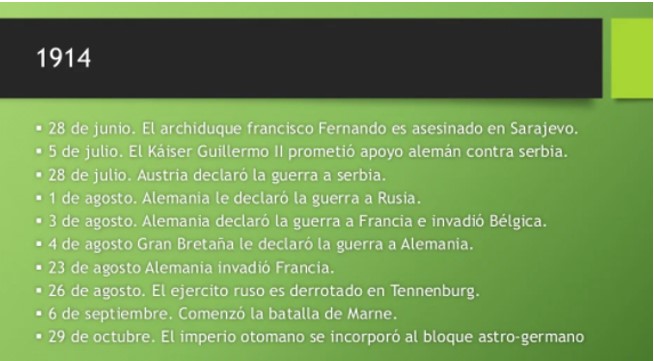 1914
▪ 28 de junio. El archiduque francisco Fernando es asesinado en Sarajevo.
▪ 5 de julio. El Káiser Guillermo II prometió apoyo alemán contra serbia.
▪ 28 de julio. Austria declaró la guerra a serbia.
▪ 1 de agosto. Alemania le declaró la guerra a Rusia.
▪ 3 de agosto. Alemania declaró la guerra a Francia e invadió Bélgica.
▪ 4 de agosto Gran Bretaña le declaró la guerra a Alemania.
▪ 23 de agosto Alemania invadió Francia.
▪ 26 de agosto. El ejercito ruso es derrotado en Tennenburg.
▪ 6 de septiembre. Comenzó la batalla de Marne.
▪ 29 de octubre. El imperio otomano se incorporó al bloque astro-germano